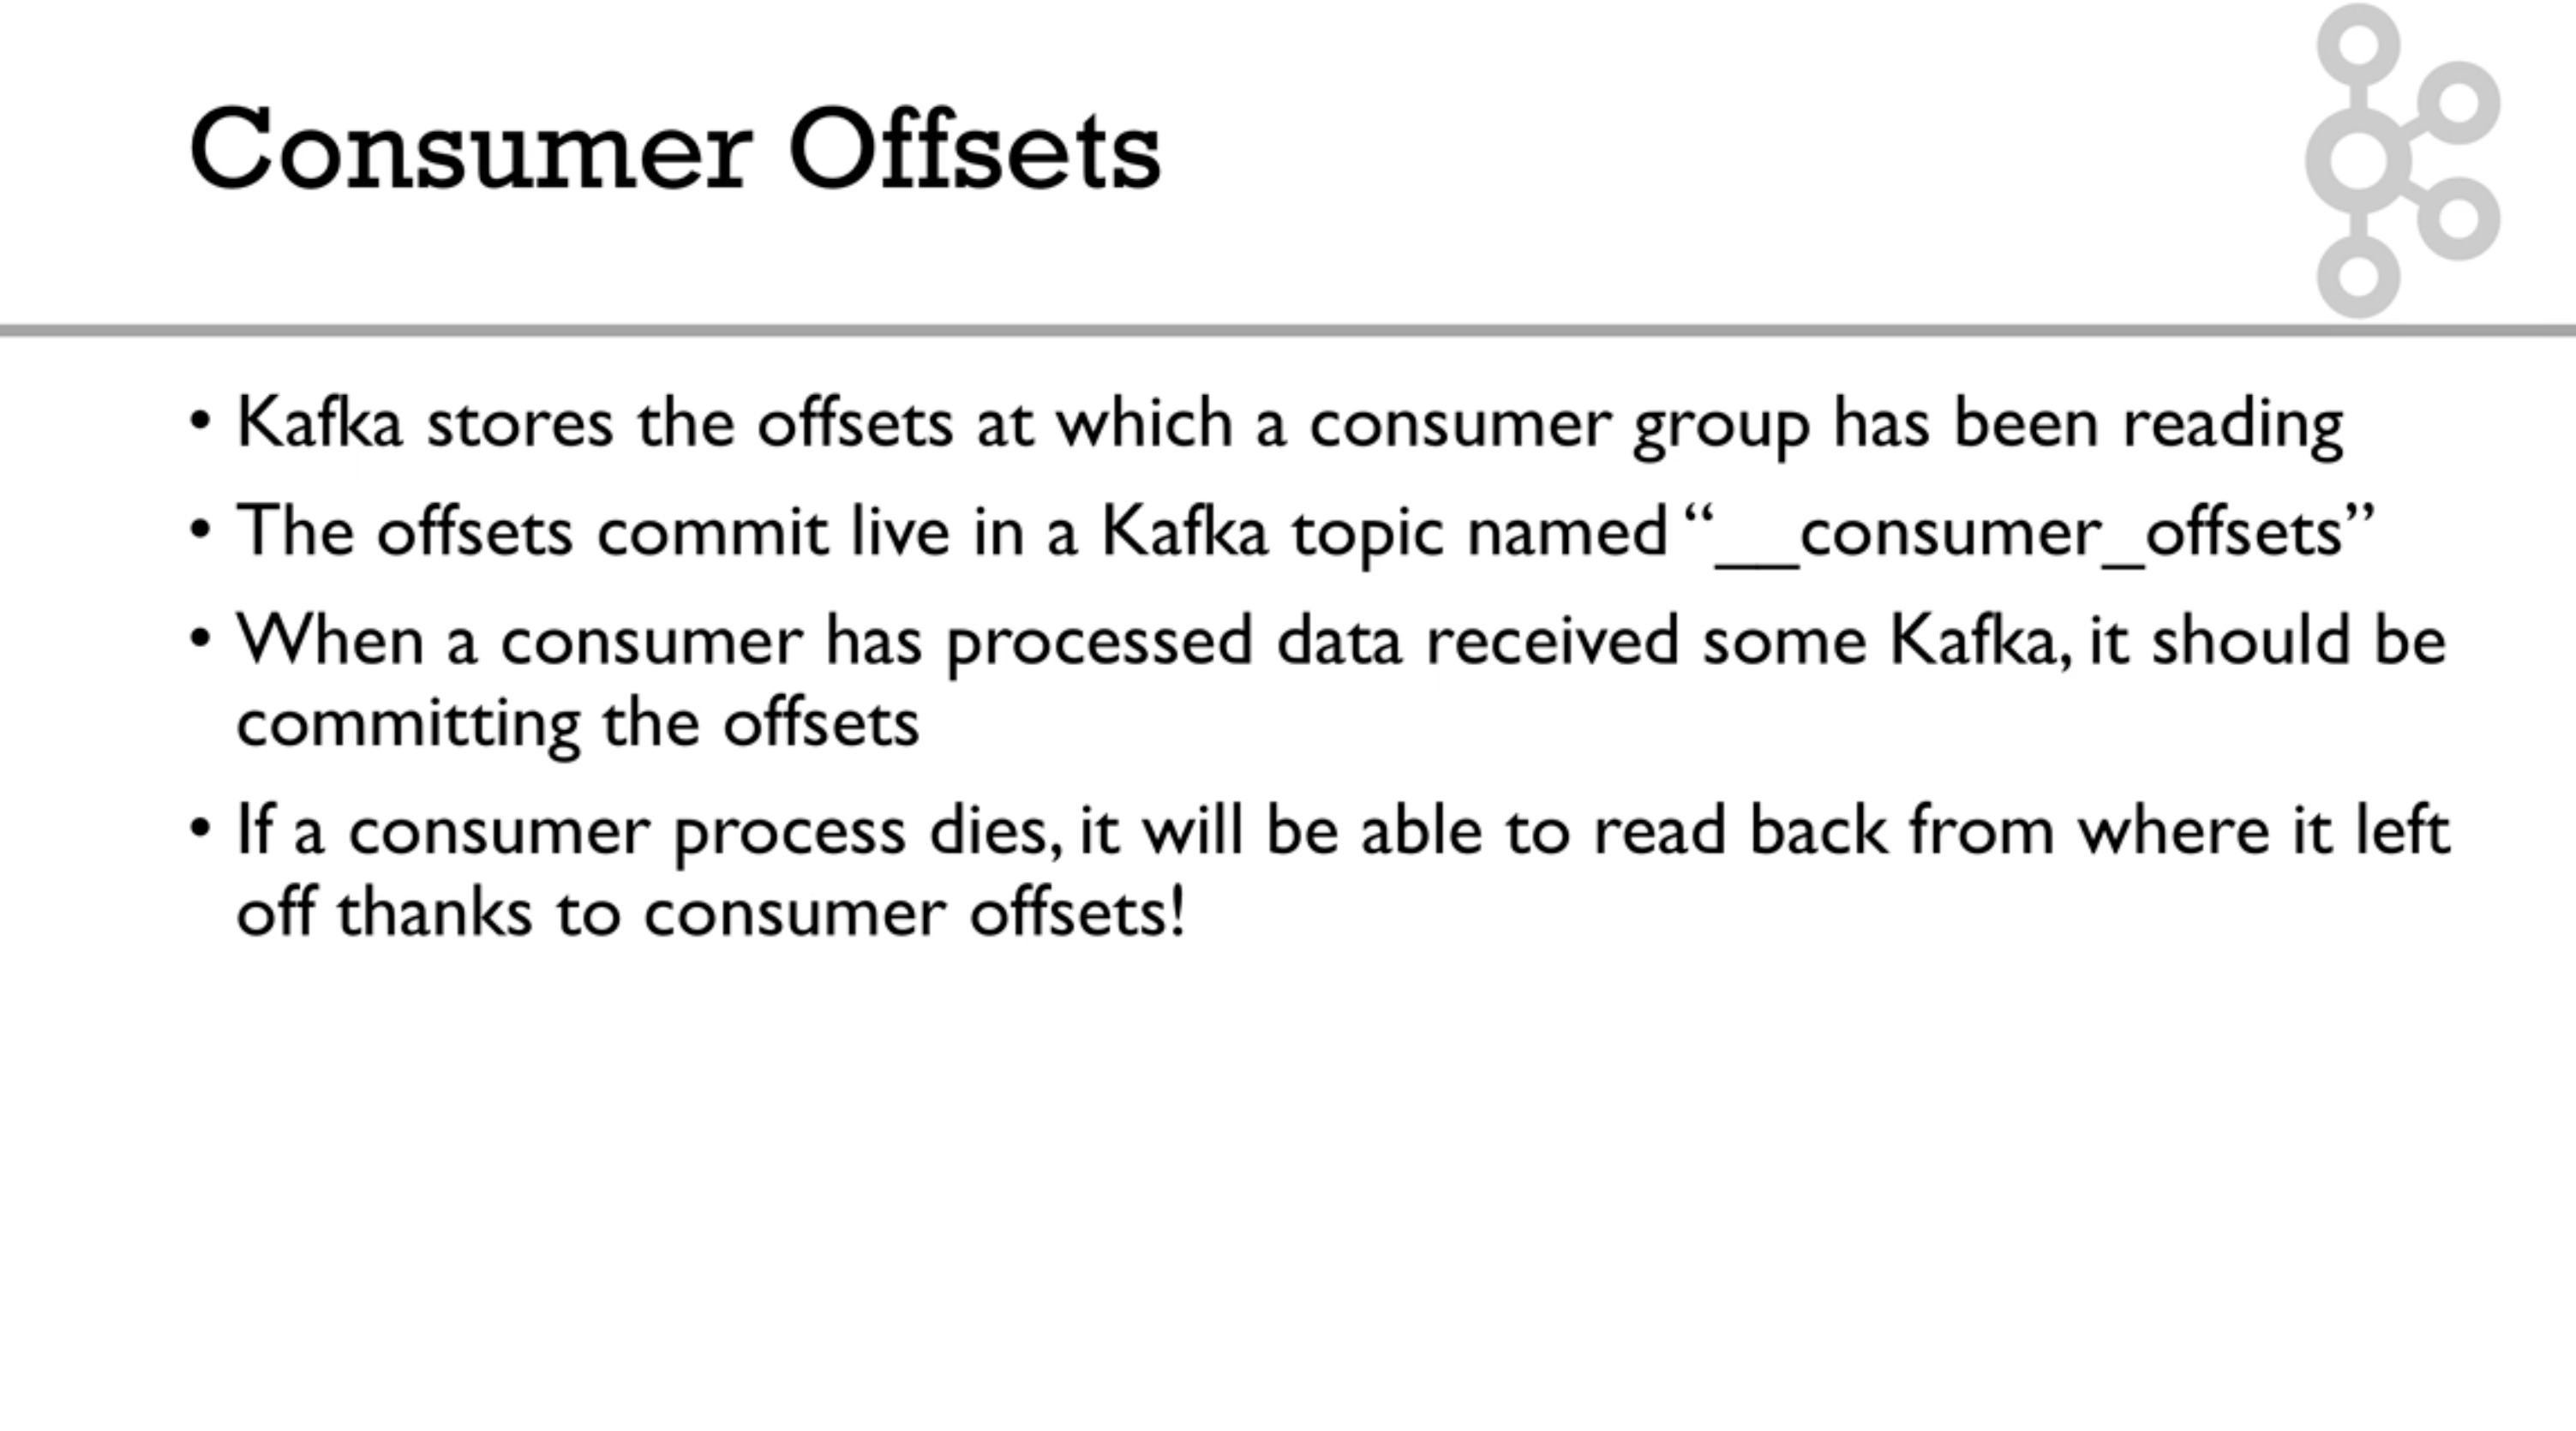 Consumer Offsets
• Kafka stores the offsets at which a consumer group has been reading
• The offsets commit live in a Kafka topic named “__consumer_offsets”
• When a consumer has processed data received some Kafka, it should be
committing the offsets
• If a consumer process dies, it will be able to read back from where it left
off thanks to consumer offsets!